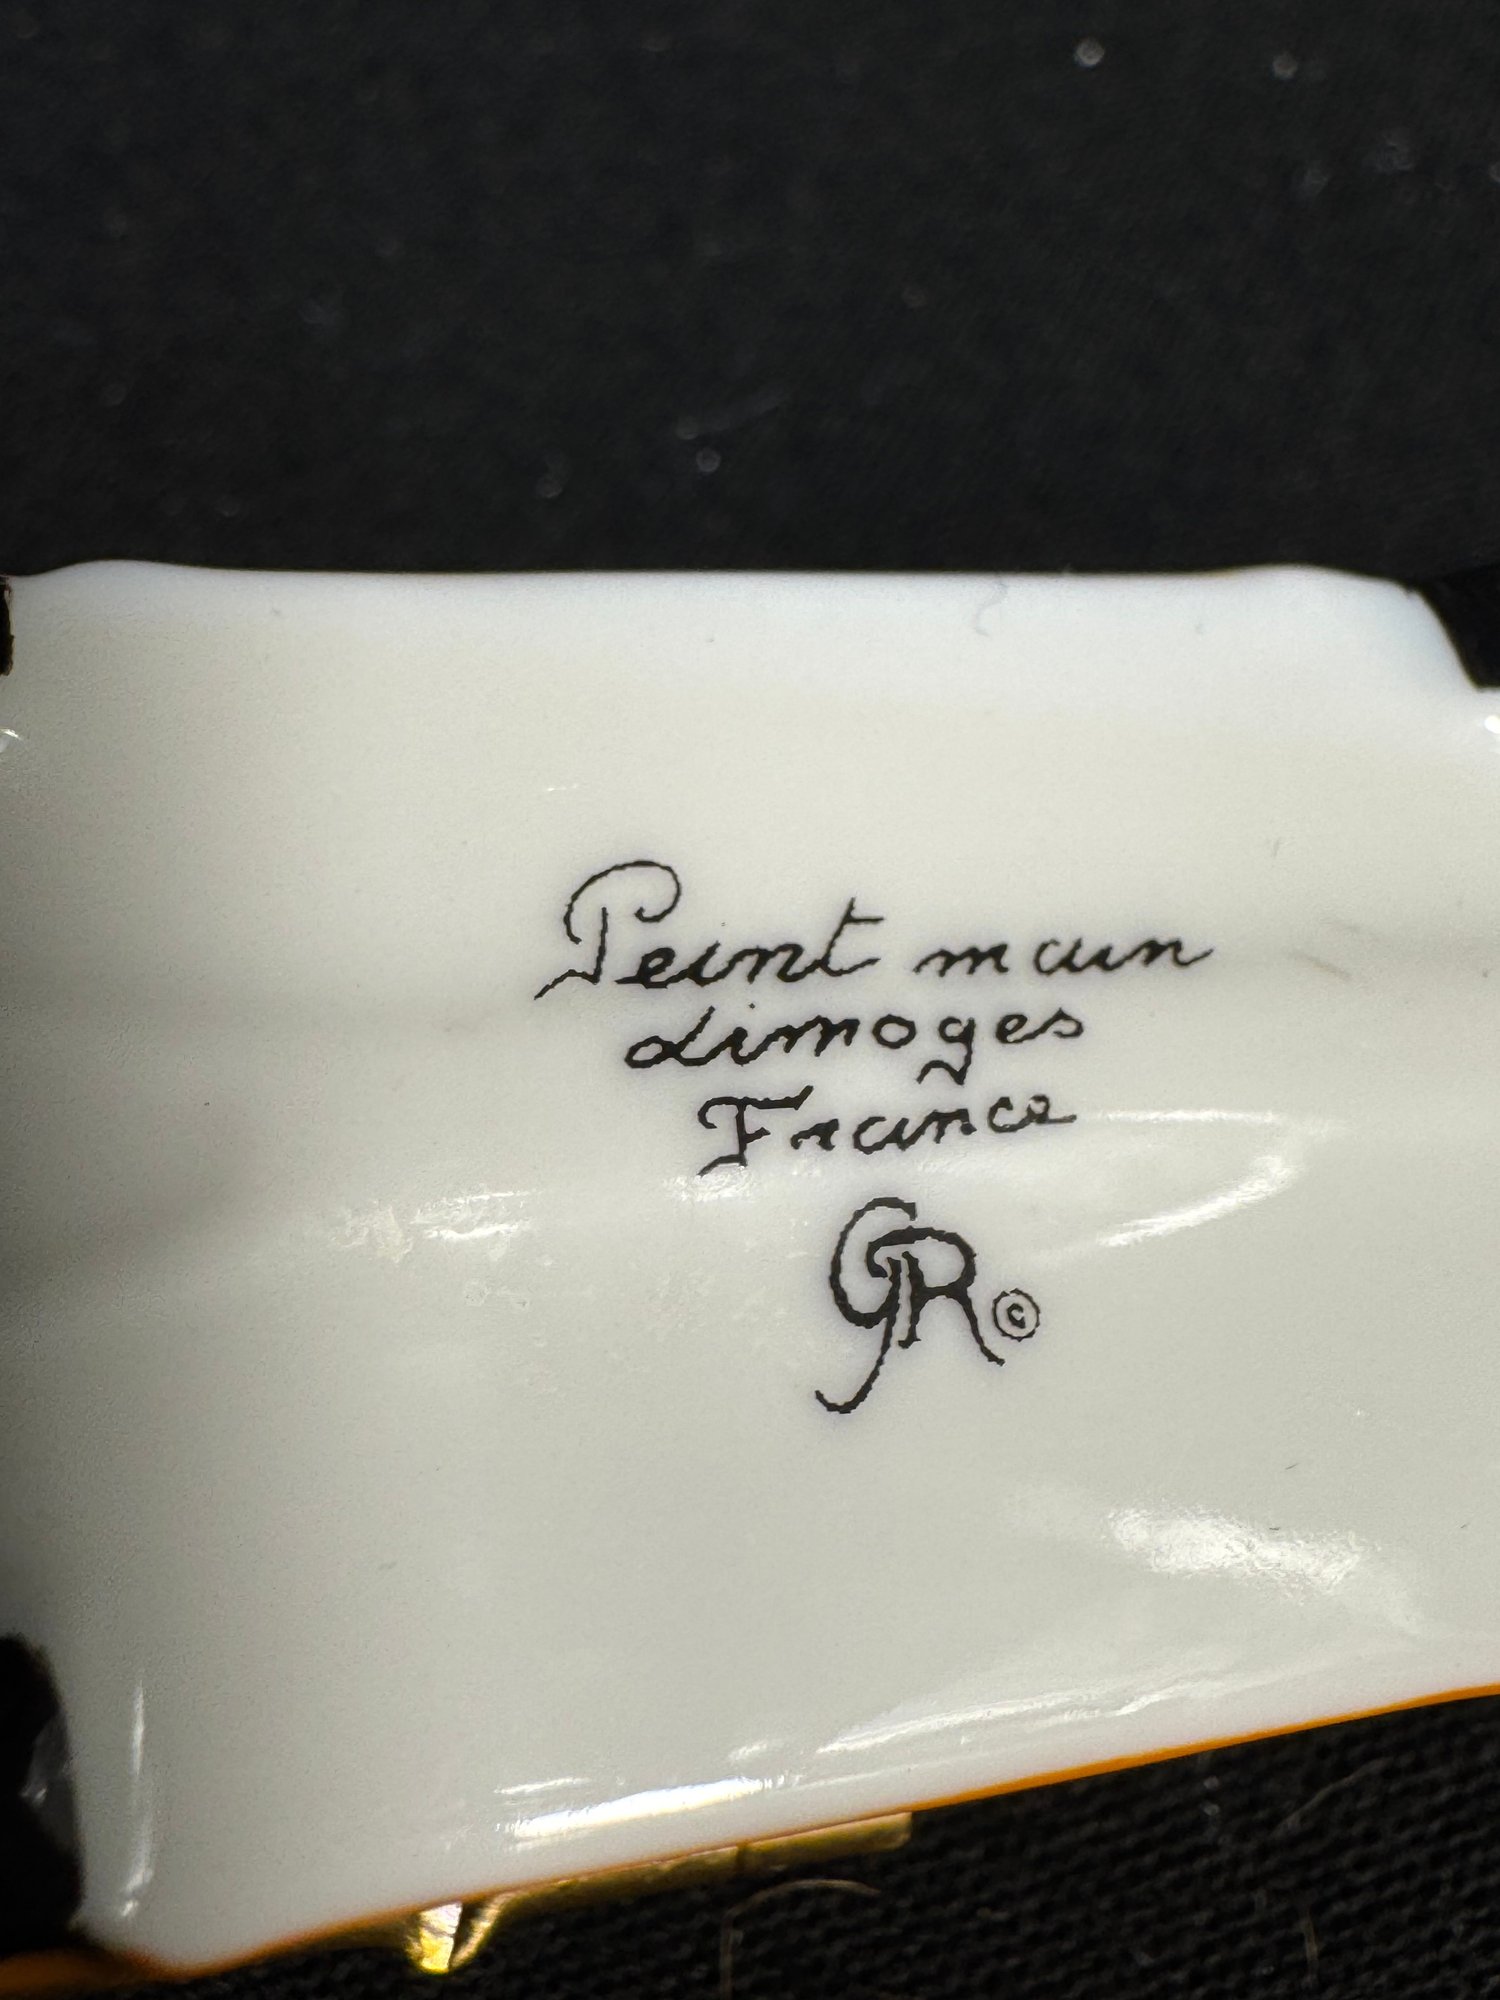 Peint main
Limoges
France
GR ©